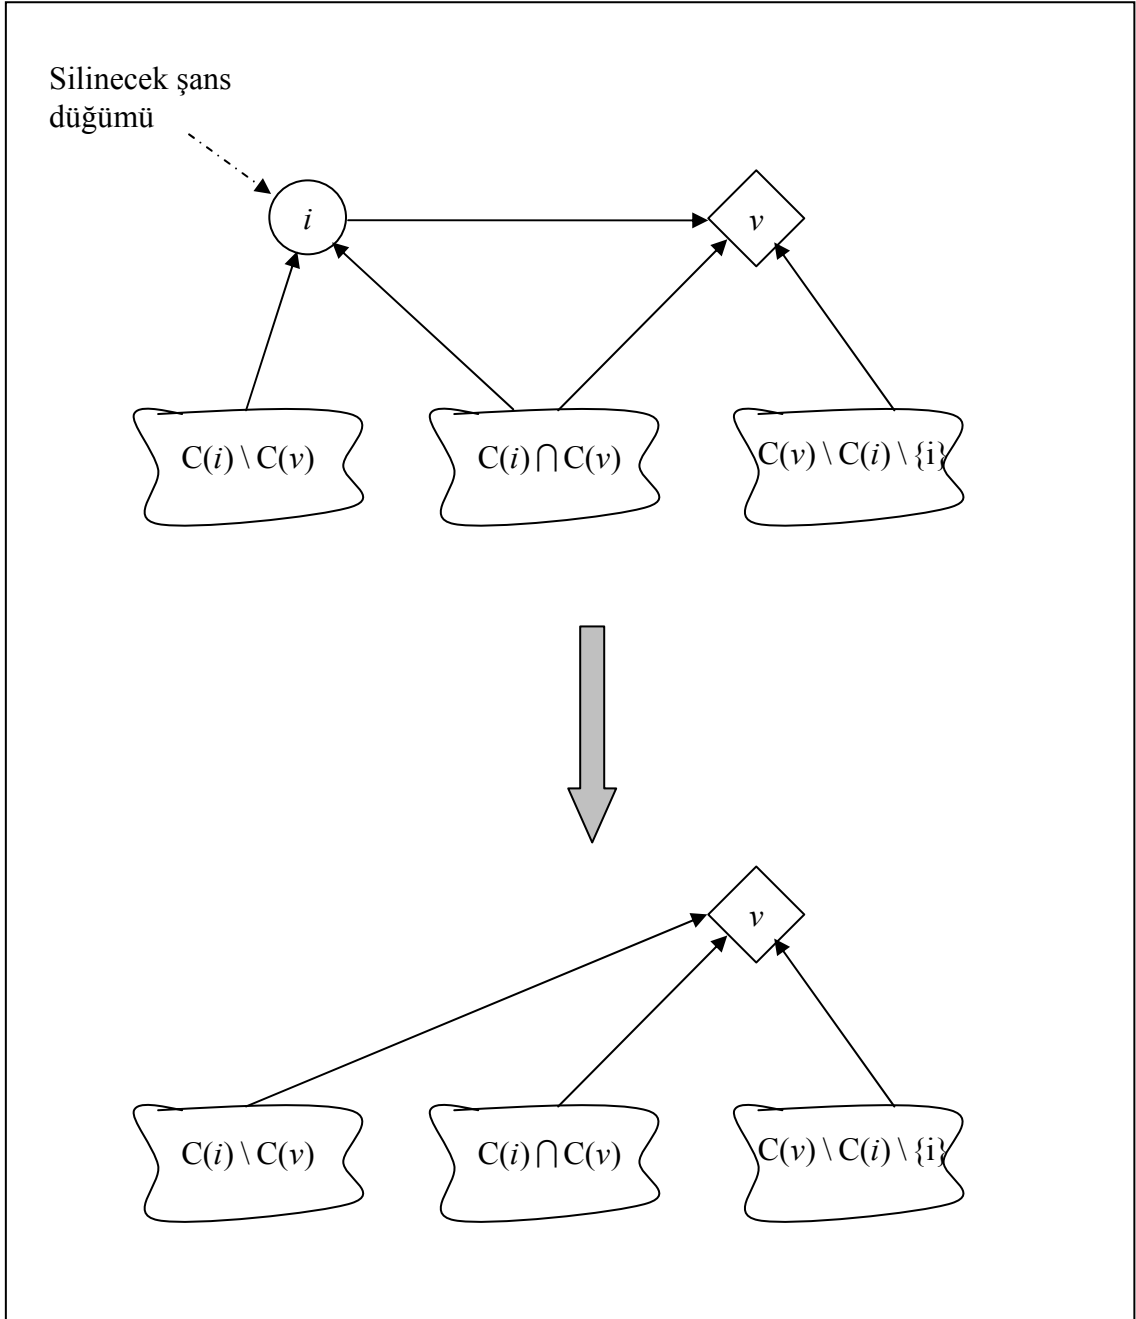 Silinecek şans
düğümü
i
v
C(i) \ C(v)
C(i)⋂C(v)
C(v) \ C(i) \ {i}
v
C(i) \ C(v)
C(i)⋂C(v)
C(v) \ C(i) \ {i}